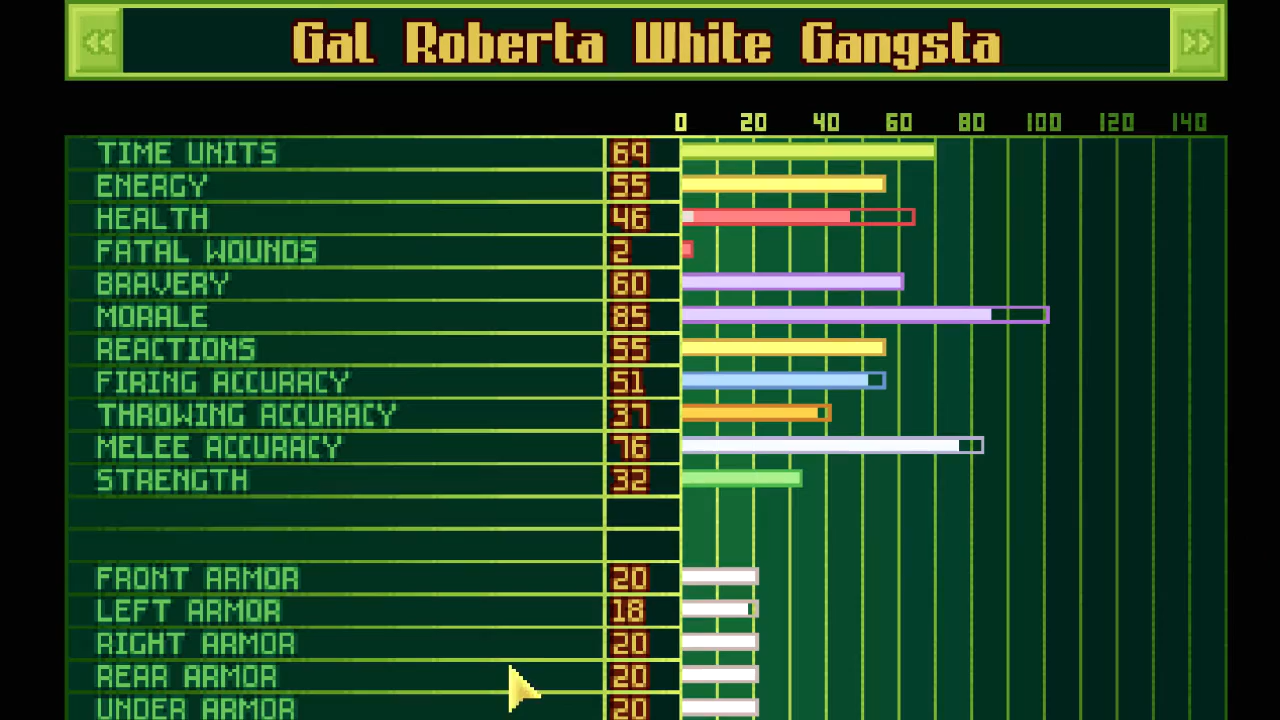 Gal Roberta White Gangsta
0 20 40 60 80 100 120 140
TIME UNITS 69
ENERGY 55
HEALTH 46
FATAL WOUNDS 2
BRAVERY 60
MORALE 85
REACTIONS 55
FIRING ACCURACY 51
THROWING ACCURACY 37
MELEE ACCURACY 76
STRENGTH 32
FRONT ARMOR 20
LEFT ARMOR 18
RIGHT ARMOR 20
REAR ARMOR 20
UNDER ARMOR 20